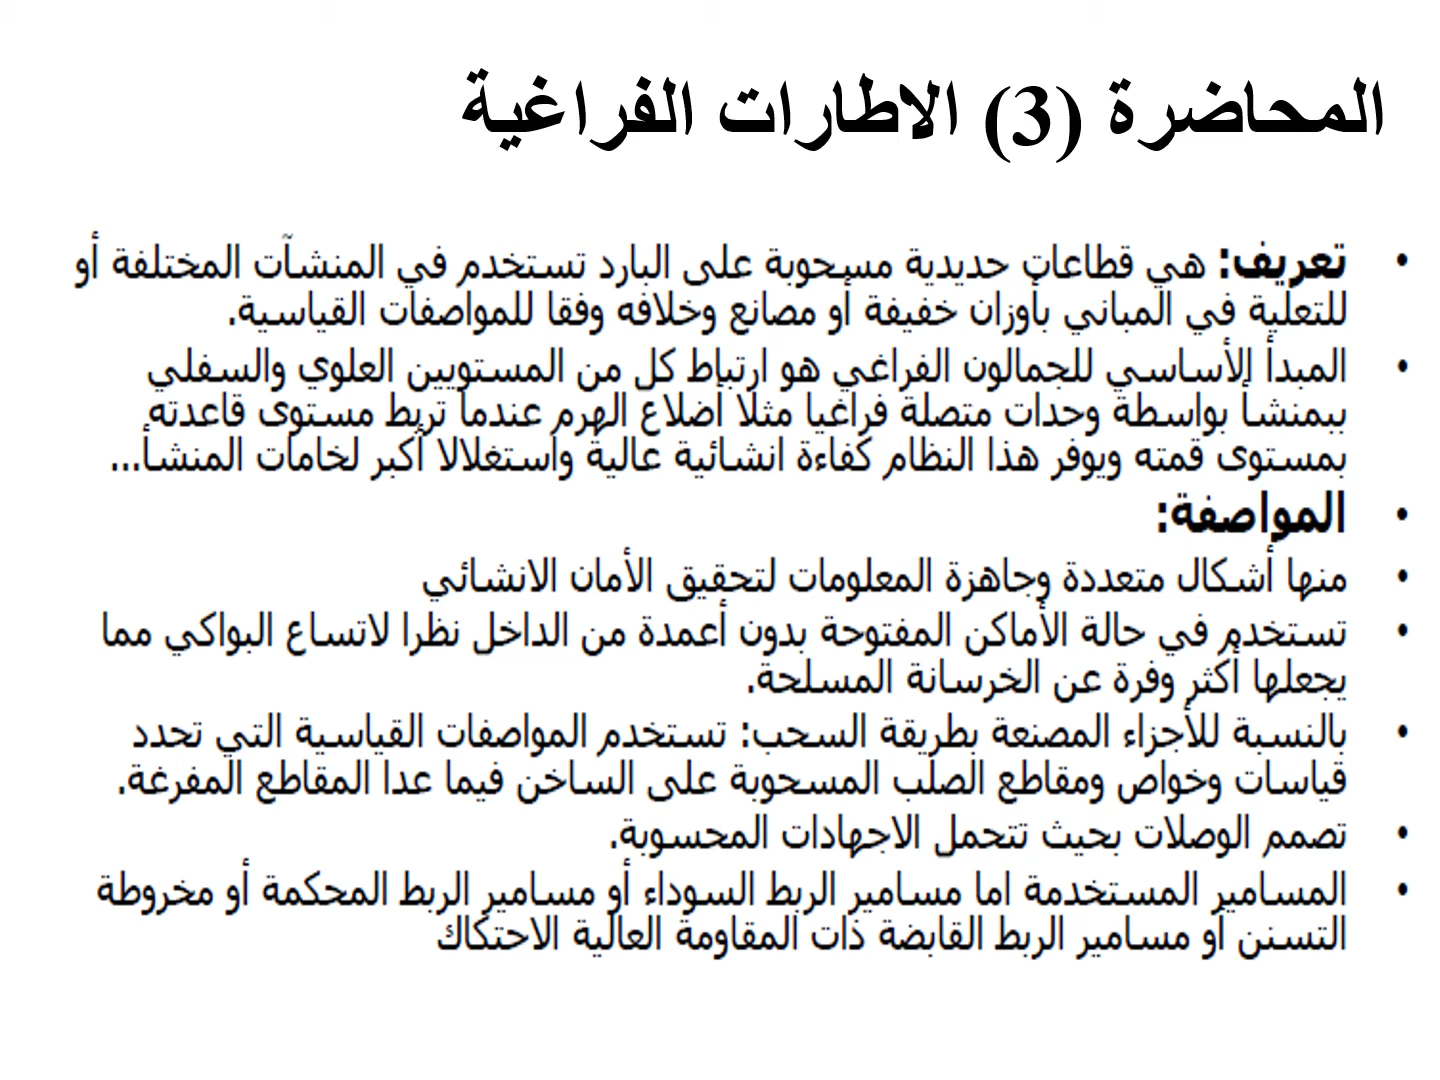 المحاضرة (3) الاطارات الفراغية
• تعريف: هي قطاعات حديدية مسحوبة على البارد تستخدم في المنشآت المختلفة أو
للتعلية في المباني بأوزان خفيفة أو مصانع وخلافه وفقا للمواصفات القياسية.
• المبدأ الأساسي للجمالون الفراغي هو ارتباط كل من المستويين العلوي والسفلي
ببمنشأ بواسطة وحدات متصلة فراغيا مثلا أضلاع الهرم عندما تربط مستوى قاعدته
بمستوى قمته ويوفر هذا النظام كفاءة انشائية عالية واستغلالا أكبر لخامات المنشأ...
• المواصفة:
• منها أشكال متعددة وجاهزة المعلومات لتحقيق الأمان الانشائي
• تستخدم في حالة الأماكن المفتوحة بدون أعمدة من الداخل نظرا لاتساع البواكي مما
يجعلها أكثر وفرة عن الخرسانة المسلحة.
• بالنسبة للأجزاء المصنعة بطريقة السحب: تستخدم المواصفات القياسية التي تحدد
قياسات وخواص ومقاطع الصلب المسحوبة على الساخن فيما عدا المقاطع المفرغة.
• تصمم الوصلات بحيث تتحمل الاجهادات المحسوبة.
• المسامير المستخدمة اما مسامير الربط السوداء أو مسامير الربط المحكمة أو مخروطة
التسنن أو مسامير الربط القابضة ذات المقاومة العالية الاحتكاك